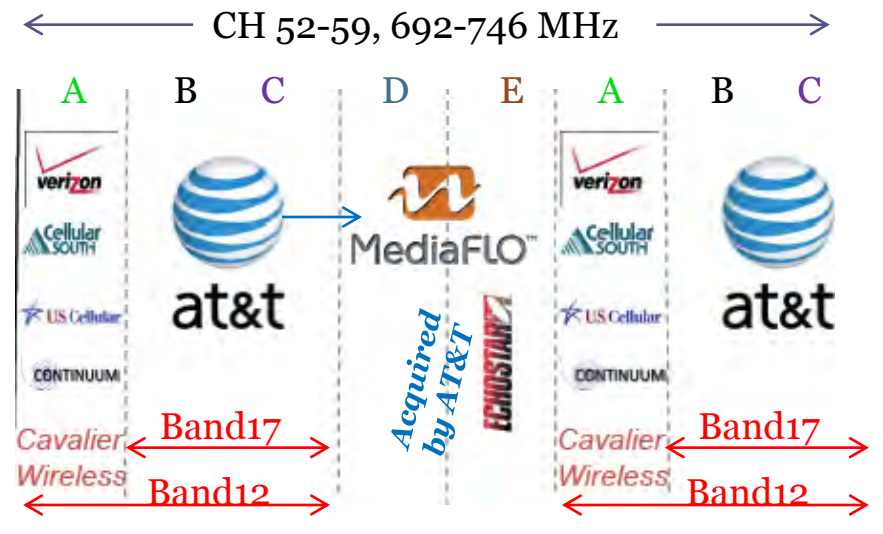 CH 52-59, 692-746 MHz
A B C D E A B C
verizon
Cellular
SOUTH
US Cellular
CONTINUUM
Cavalier
Wireless
at&t
MediaFLO™
Acquired
by AT&T
ECHOSTAR
verizon
Cellular
SOUTH
US Cellular
CONTINUUM
Cavalier
Wireless
at&t
Band17
Band12
Band17
Band12